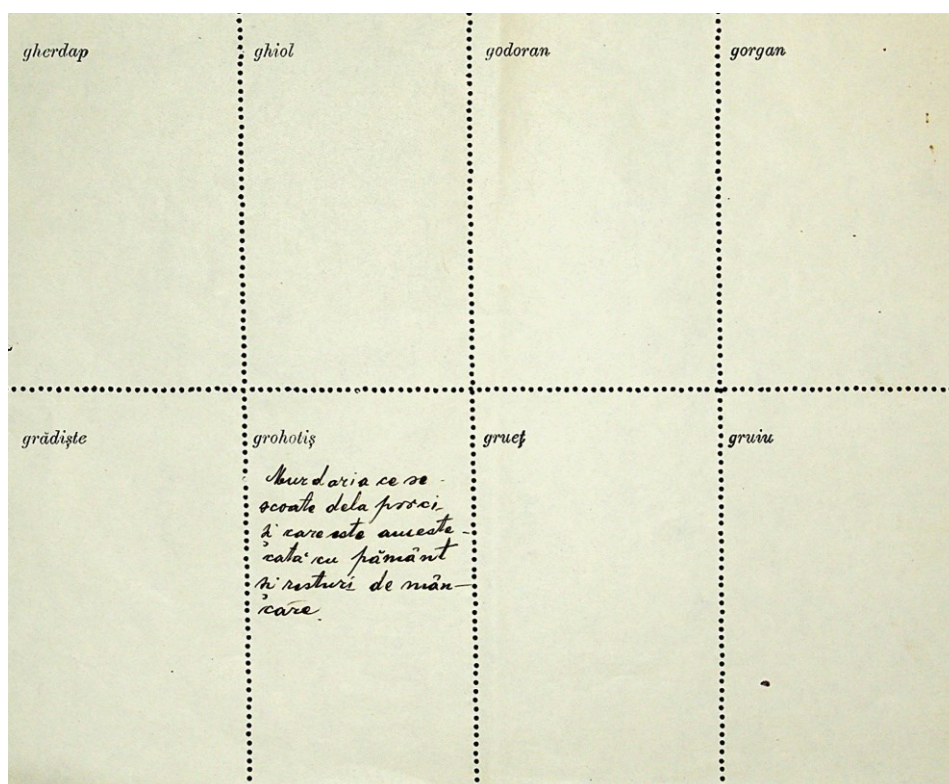 gherdap
ghiol
godoran
gorgan
grădiște
grohotiș
Murdaria ce se
scoate dela porci
și care este ameste-
cată cu pământ
și resturi de mân-
care.
grueț
gruiu